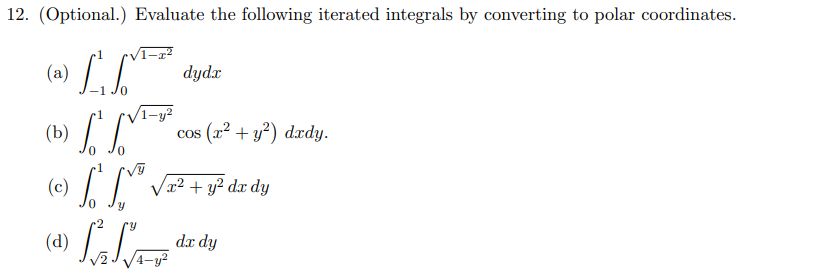 12. (Optional.) Evaluate the following iterated integrals by converting to polar coordinates.
(a) ∫_{-1}^{1} ∫_{0}^{√(1−x²)} dydx
(b) ∫_{0}^{1} ∫_{0}^{√(1−y²)} cos (x² + y²) dxdy.
(c) ∫_{0}^{1} ∫_{y}^{√y} √(x² + y²) dx dy
(d) ∫_{√2}^{2} ∫_{√(4−y²)}^{y} dx dy